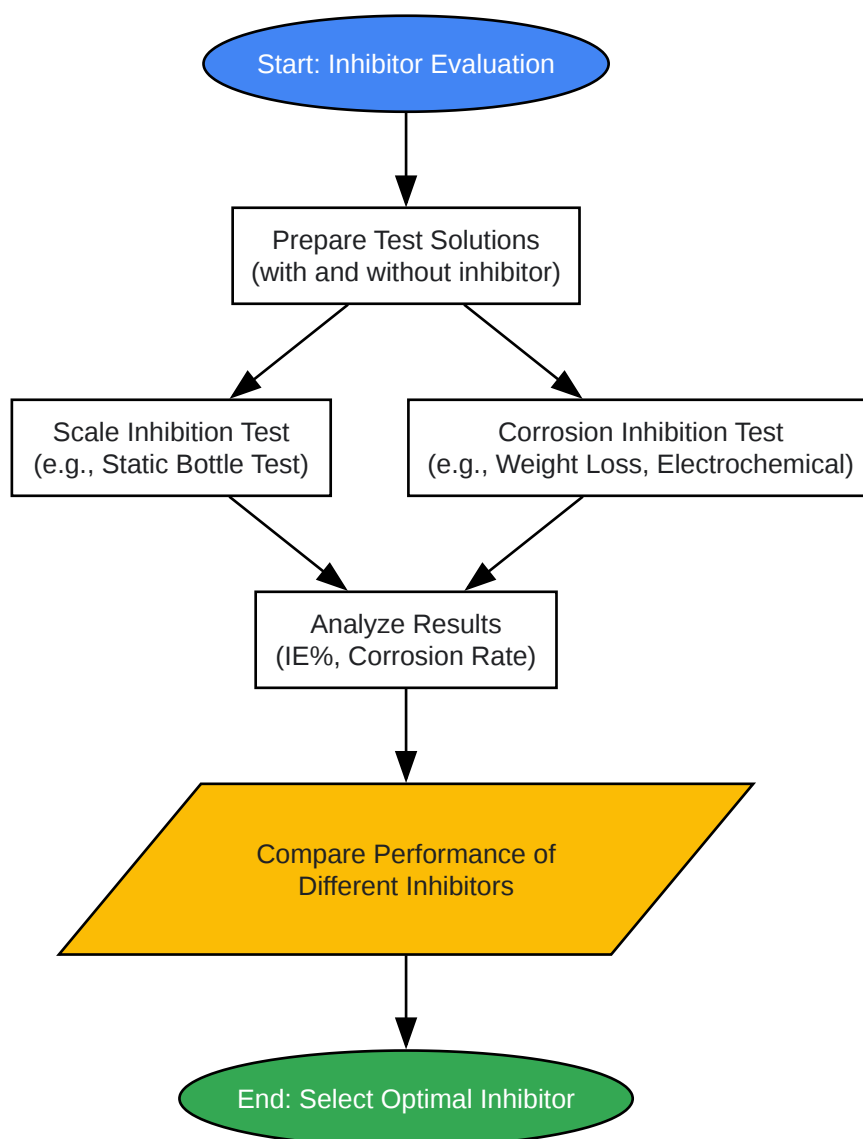 Start: Inhibitor Evaluation
Prepare Test Solutions
(with and without inhibitor)
Scale Inhibition Test
(e.g., Static Bottle Test)
Corrosion Inhibition Test
(e.g., Weight Loss, Electrochemical)
Analyze Results
(IE%, Corrosion Rate)
Compare Performance of
Different Inhibitors
End: Select Optimal Inhibitor